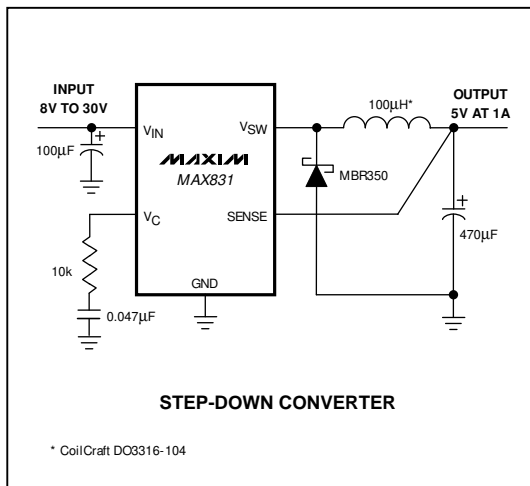 INPUT
8V TO 30V
OUTPUT
5V AT 1A
100µH*
VIN
VSW
100µF
+
MAXIM
MAX831
MBR350
+
VC
SENSE
470µF
10k
GND
0.047µF
STEP-DOWN CONVERTER
* CoilCraft DO3316-104